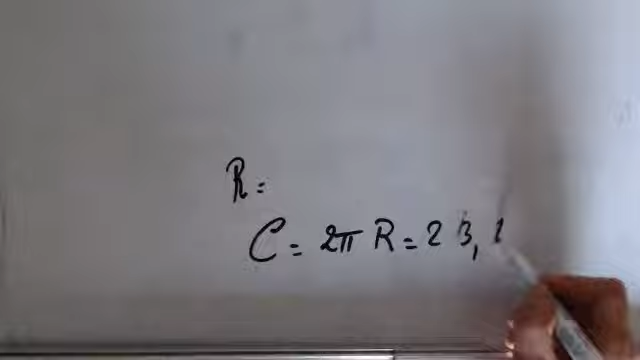 R=
C = 2π R = 2 3, 1